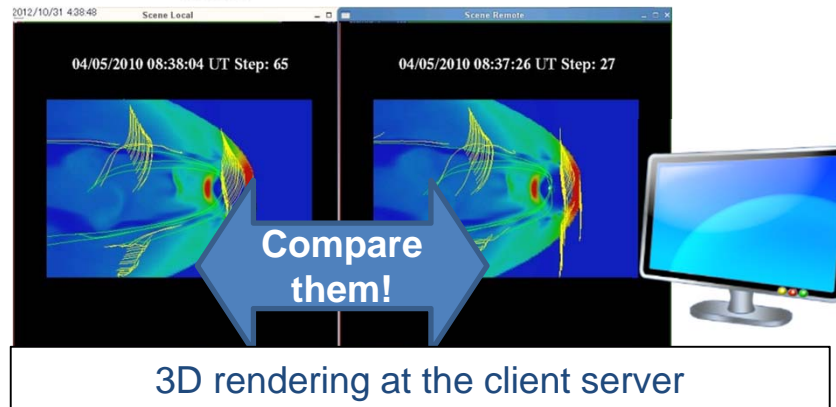 2012/10/31 4:38:48
Scene Local
Scene Remote
04/05/2010 08:38:04 UT Step: 65
04/05/2010 08:37:26 UT Step: 27
Compare
them!
3D rendering at the client server